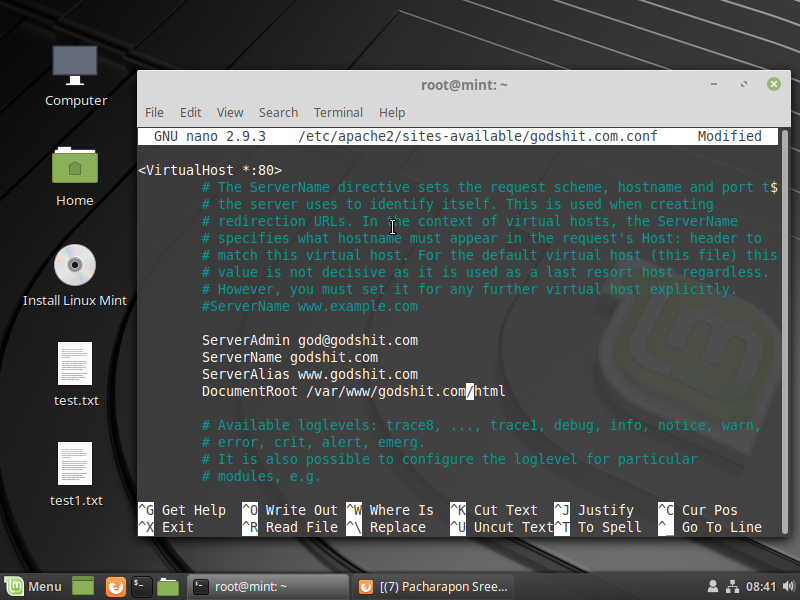 Computer
Home
Install Linux Mint
test.txt
test1.txt
root@mint: ~
File Edit View Search Terminal Help
GNU nano 2.9.3 /etc/apache2/sites-available/godshit.com.conf Modified
<VirtualHost *:80>
# The ServerName directive sets the request scheme, hostname and port t$
# the server uses to identify itself. This is used when creating
# redirection URLs. In the context of virtual hosts, the ServerName
# specifies what hostname must appear in the request's Host: header to
# match this virtual host. For the default virtual host (this file) this
# value is not decisive as it is used as a last resort host regardless.
# However, you must set it for any further virtual host explicitly.
#ServerName www.example.com
ServerAdmin god@godshit.com
ServerName godshit.com
ServerAlias www.godshit.com
DocumentRoot /var/www/godshit.com/html
# Available loglevels: trace8, ..., trace1, debug, info, notice, warn,
# error, crit, alert, emerg.
# It is also possible to configure the loglevel for particular
# modules, e.g.
^G Get Help ^O Write Out ^W Where Is ^K Cut Text ^J Justify ^C Cur Pos
^X Exit ^R Read File ^\ Replace ^U Uncut Text ^T To Spell ^_ Go To Line
Menu root@mint: ~ [(7) Pacharapon Sree... 08:41